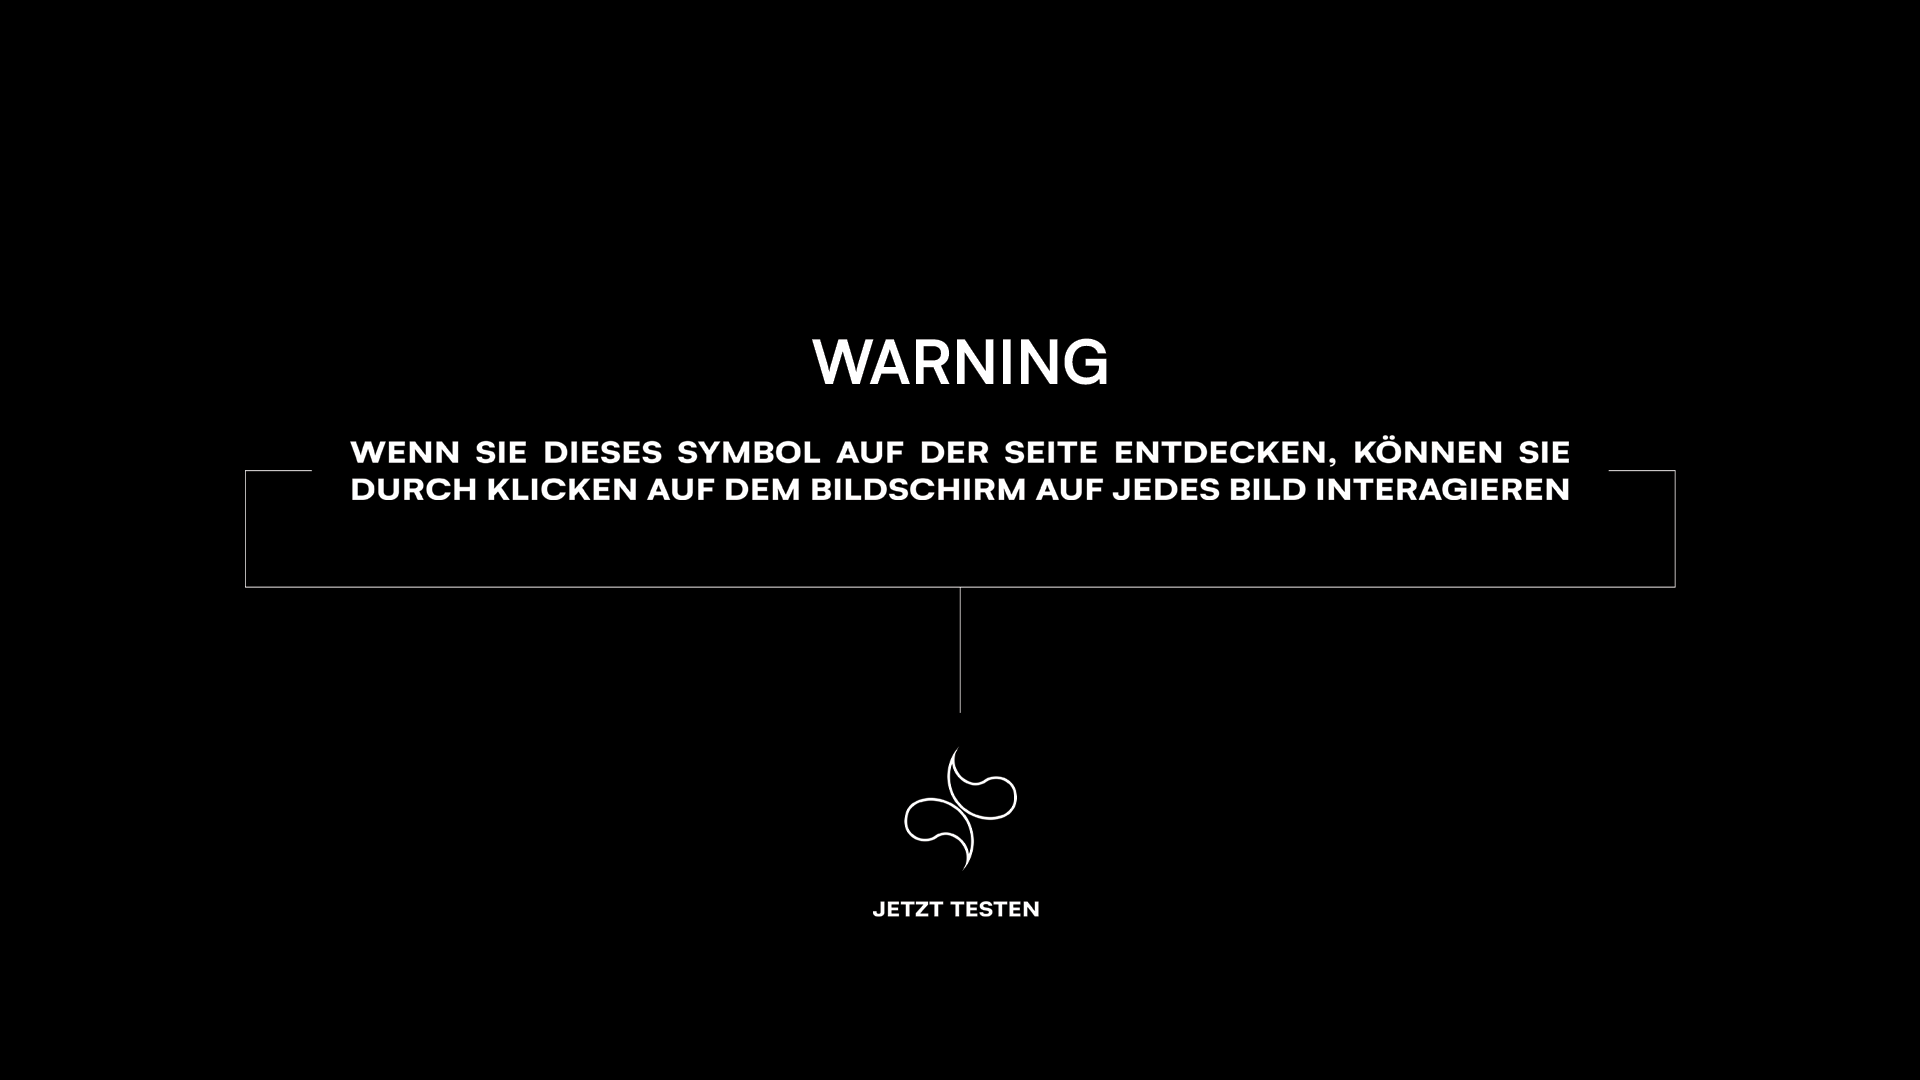 WARNING
WENN SIE DIESES SYMBOL AUF DER SEITE ENTDECKEN, KÖNNEN SIE
DURCH KLICKEN AUF DEM BILDSCHIRM AUF JEDES BILD INTERAGIEREN
JETZT TESTEN